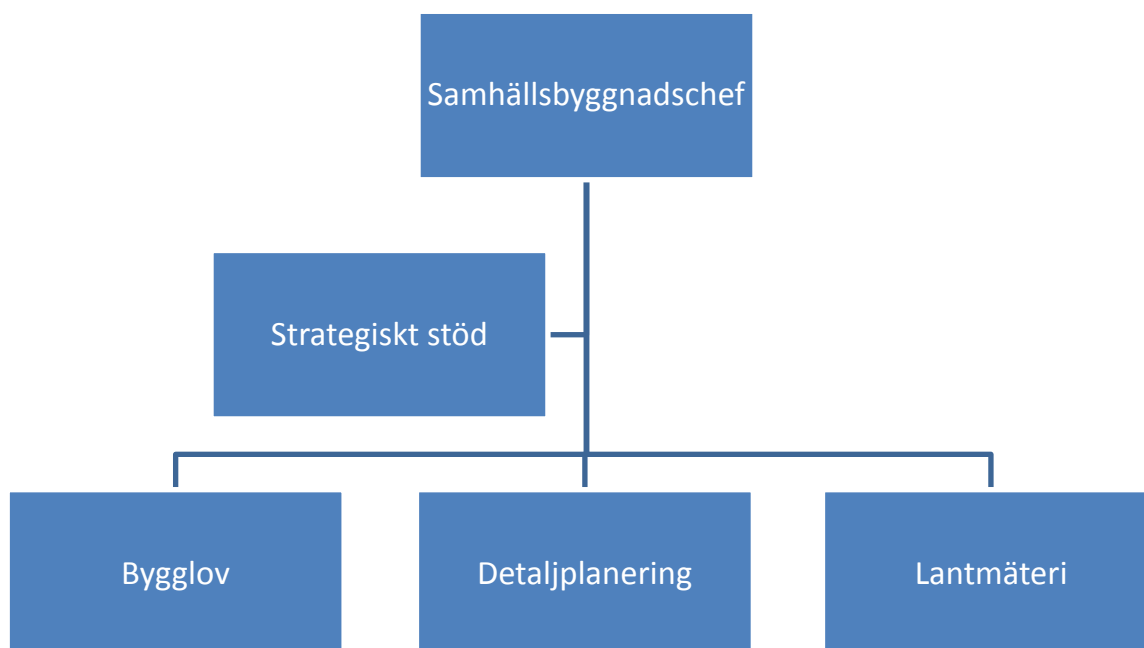 Samhällsbyggnadschef
Strategiskt stöd
Bygglov
Detaljplanering
Lantmäteri